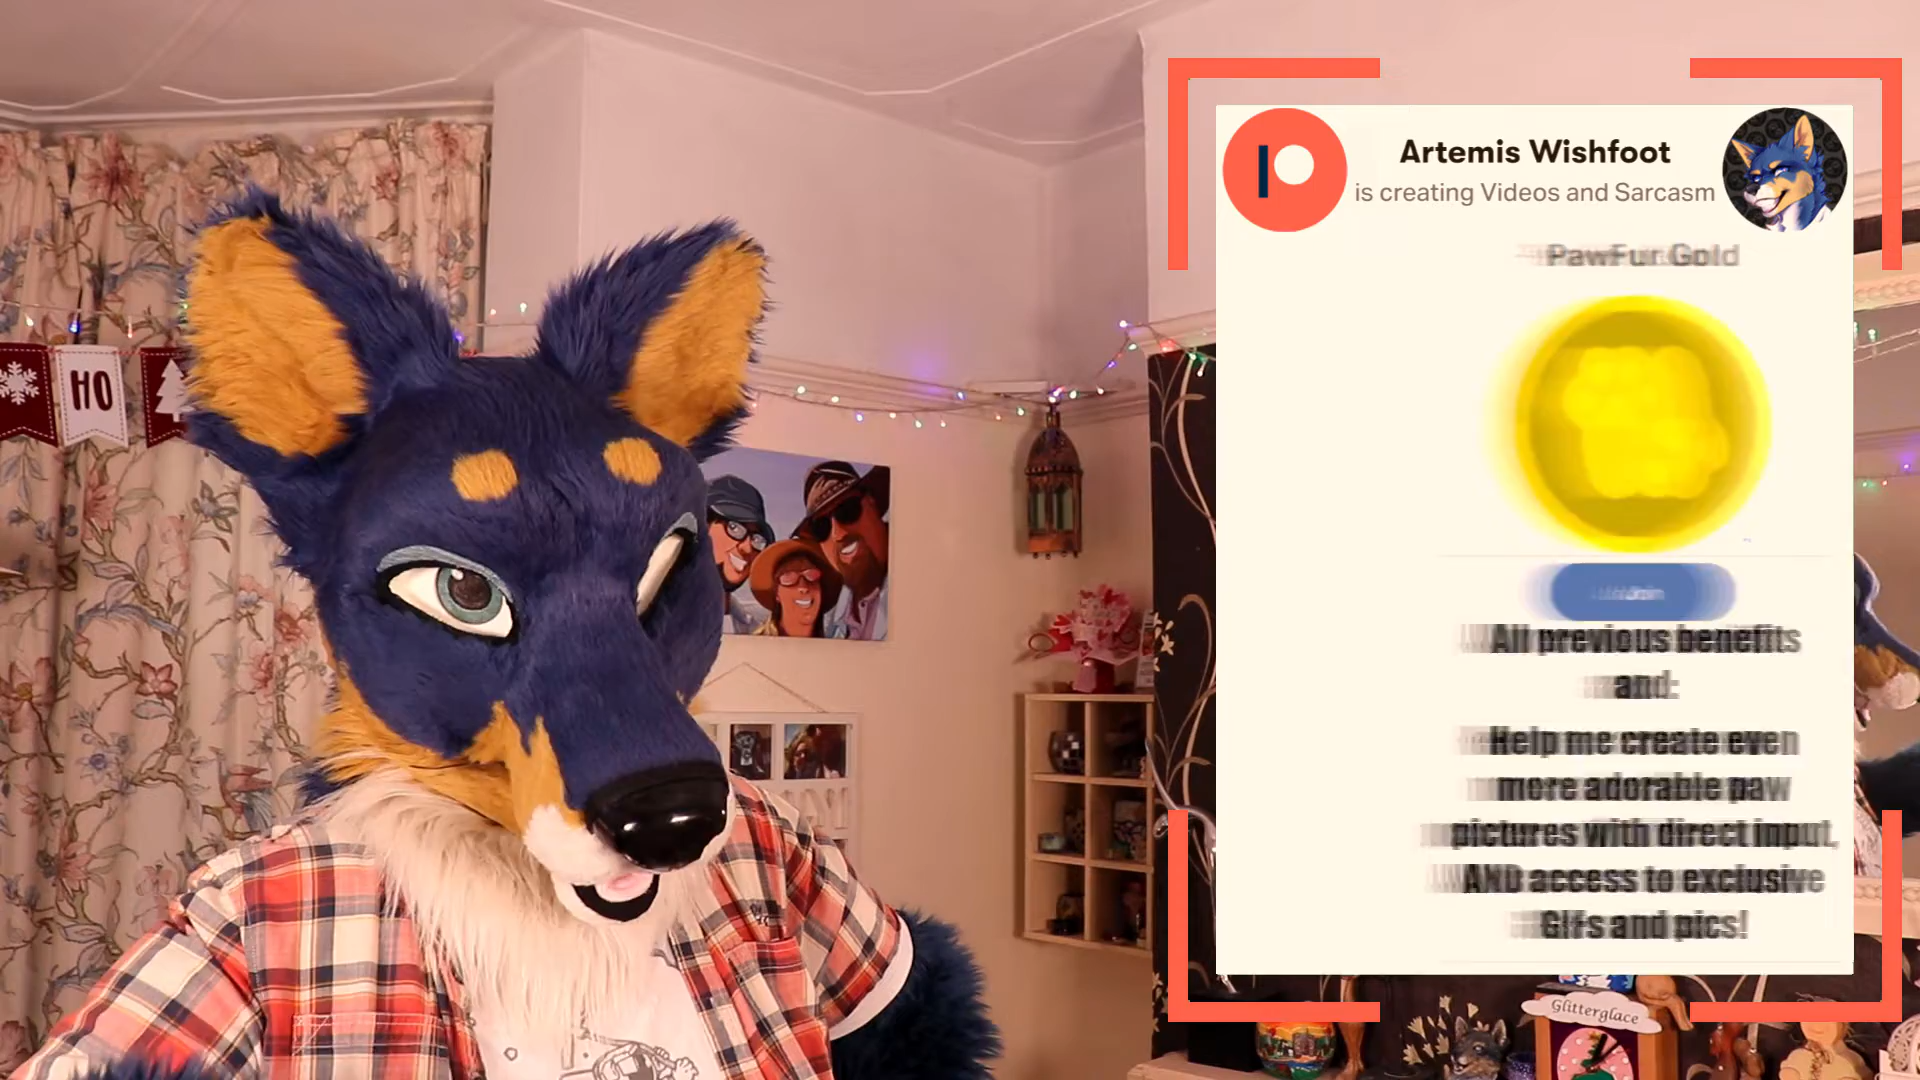 HO
Artemis Wishfoot
is creating Videos and Sarcasm
PawFur Gold
All previous benefits
and:
Help me create even
more adorable paw
pictures with direct input,
AND access to exclusive
Gifs and pics!
Glitterglace